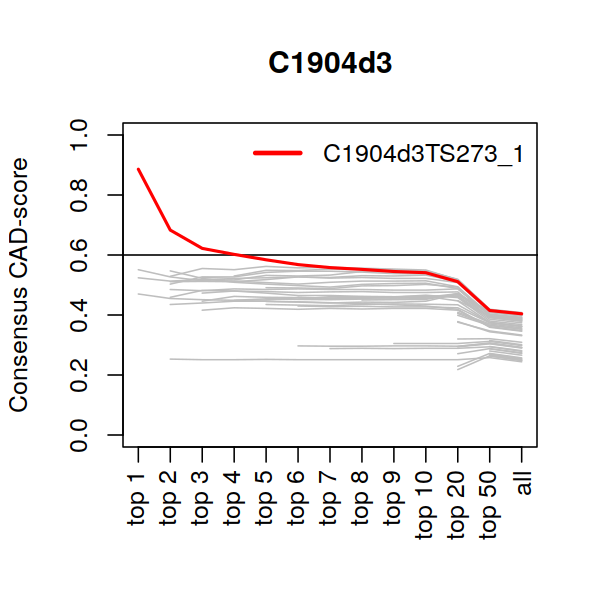 C1904d3
C1904d3TS273_1
Consensus CAD-score
1.0
0.8
0.6
0.4
0.2
0.0
top 1
top 2
top 3
top 4
top 5
top 6
top 7
top 8
top 9
top 10
top 20
top 50
all